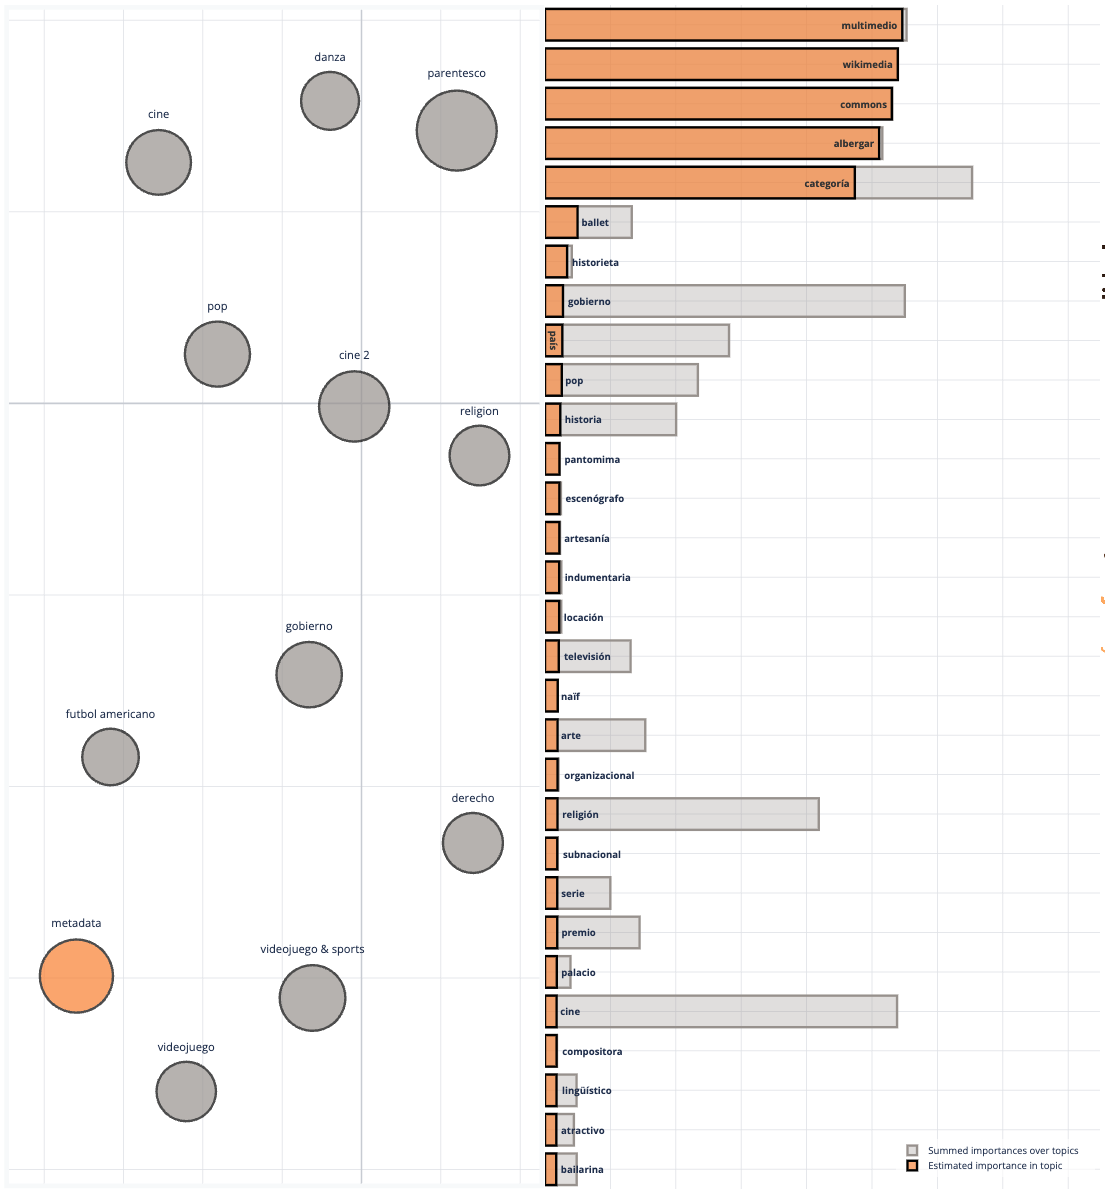 danza
parentesco
cine
pop
cine 2
religion
gobierno
futbol americano
derecho
metadata
videojuego & sports
videojuego
multimedio
wikimedia
commons
albergar
categoría
ballet
historieta
gobierno
país
pop
historia
pantomima
escenógrafo
artesanía
indumentaria
locación
televisión
naïf
arte
organizacional
religión
subnacional
serie
premio
palacio
cine
compositora
lingüístico
atractivo
bailarina
Summed importances over topics
Estimated importance in topic